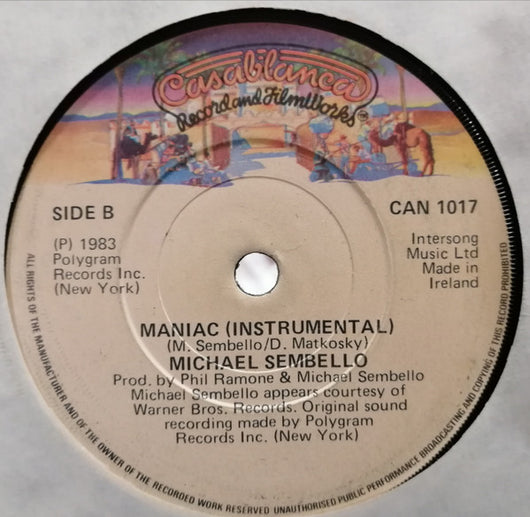 Casablanca
Record and FilmWorks
SIDE B
CAN 1017
(P) 1983
Polygram
Records Inc.
(New York)
Intersong
Music Ltd
Made in
Ireland
MANIAC (INSTRUMENTAL)
(M. Sembello/D. Matkosky)
MICHAEL SEMBELLO
Prod. by Phil Ramone & Michael Sembello
Michael Sembello appears courtesy of
Warner Bros. Records. Original sound
recording made by Polygram
Records Inc. (New York)
ALL RIGHTS OF THE MANUFACTURER AND OF THE OWNER OF THE RECORDED WORK RESERVED UNAUTHORISED PUBLIC PERFORMANCE BROADCASTING AND COPYING OF THIS RECORD PROHIBITED